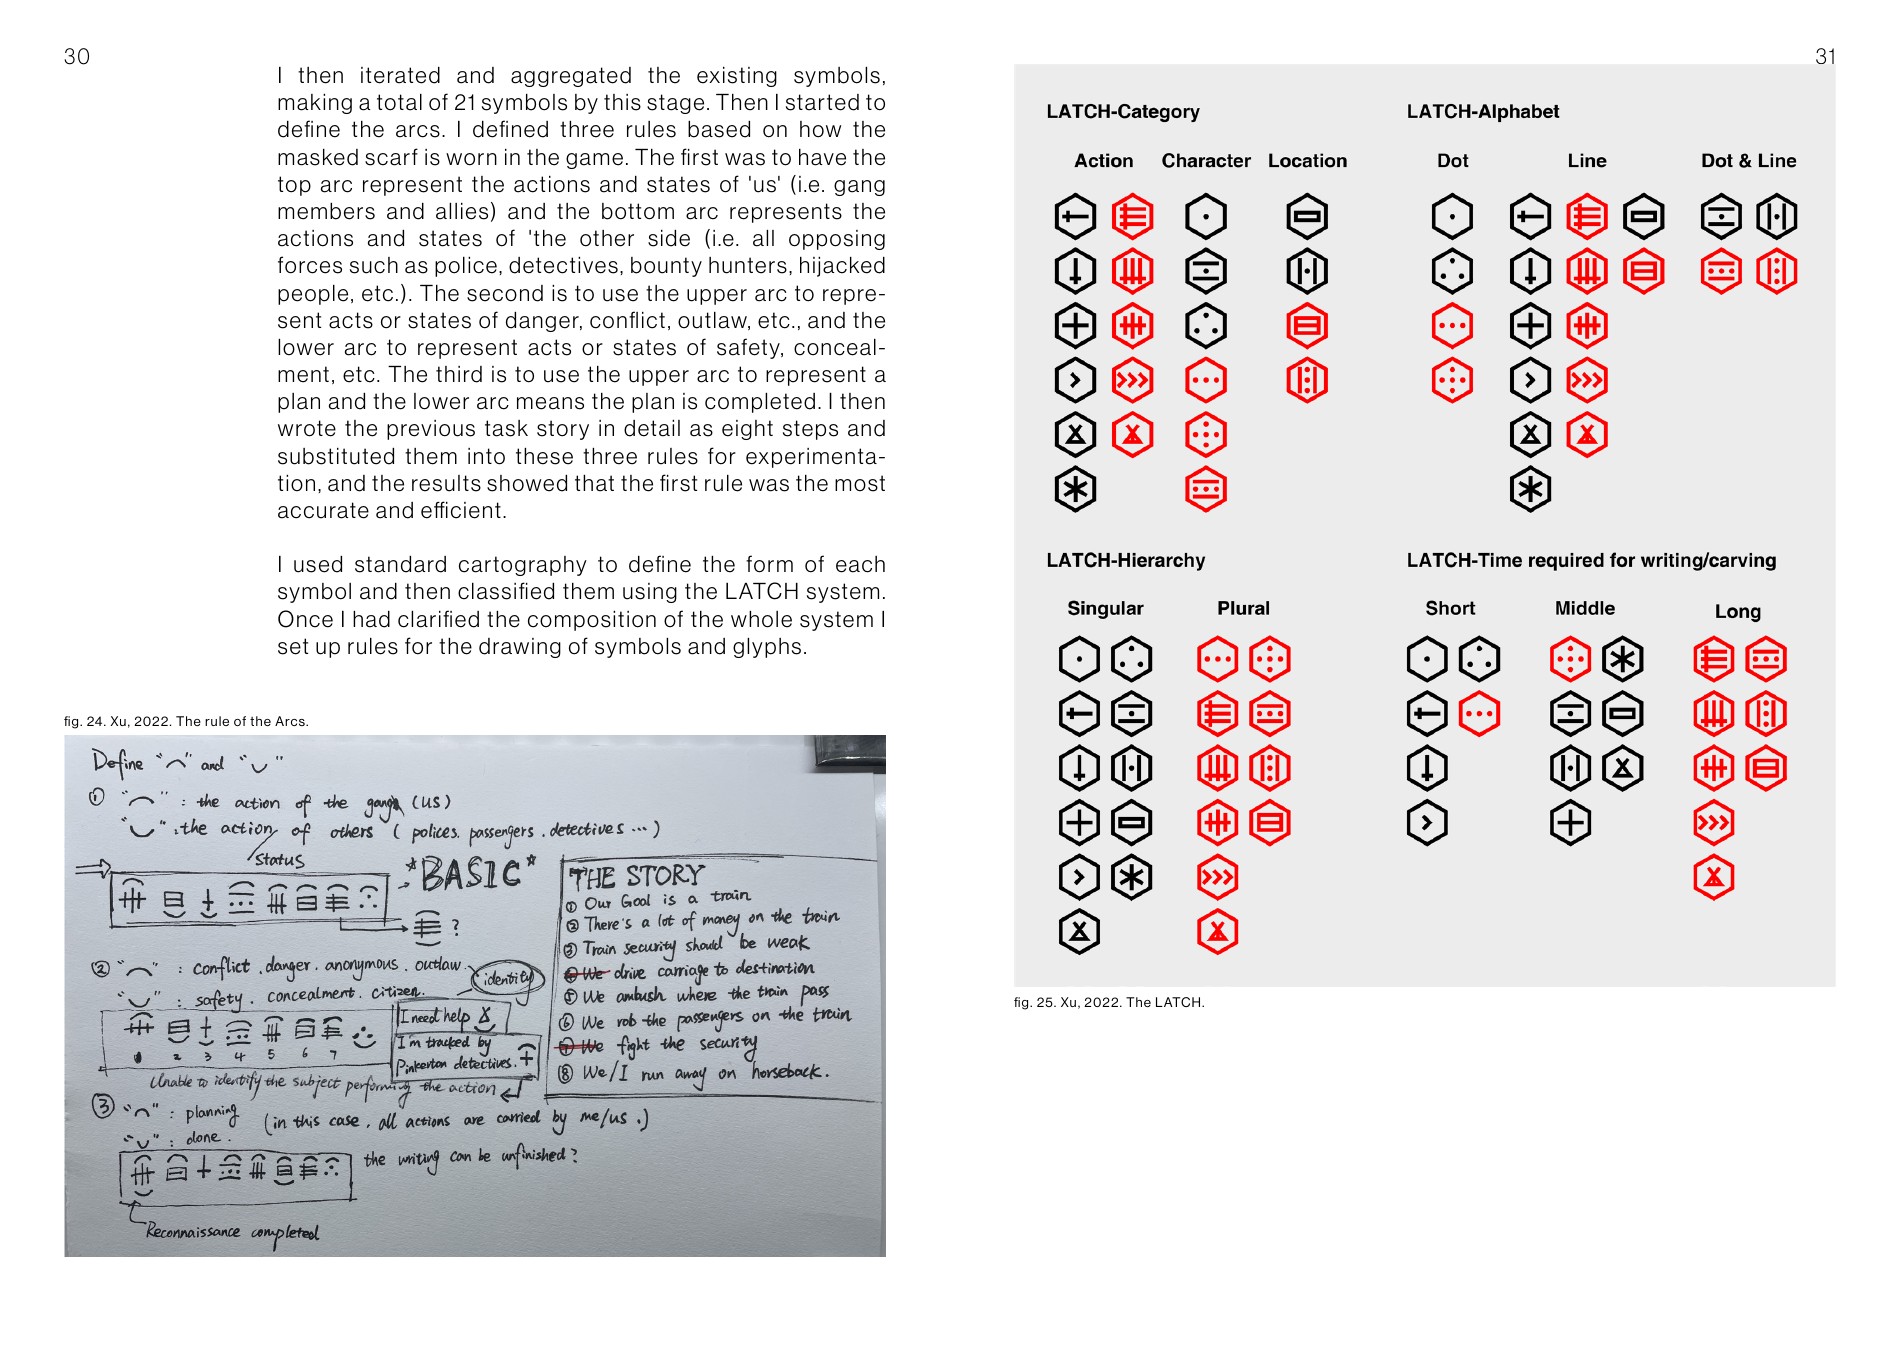 30
I then iterated and aggregated the existing symbols,
making a total of 21 symbols by this stage. Then I started to
define the arcs. I defined three rules based on how the
masked scarf is worn in the game. The first was to have the
top arc represent the actions and states of 'us' (i.e. gang
members and allies) and the bottom arc represents the
actions and states of 'the other side (i.e. all opposing
forces such as police, detectives, bounty hunters, hijacked
people, etc.). The second is to use the upper arc to repre-
sent acts or states of danger, conflict, outlaw, etc., and the
lower arc to represent acts or states of safety, conceal-
ment, etc. The third is to use the upper arc to represent a
plan and the lower arc means the plan is completed. I then
wrote the previous task story in detail as eight steps and
substituted them into these three rules for experimenta-
tion, and the results showed that the first rule was the most
accurate and efficient.
I used standard cartography to define the form of each
symbol and then classified them using the LATCH system.
Once I had clarified the composition of the whole system I
set up rules for the drawing of symbols and glyphs.
fig. 24. Xu, 2022. The rule of the Arcs.
Define "⌒" and "◡"
① "⌒" : the action of the gang (us)
"◡" : the action of others ( polices. passengers . detectives ... )
status
*BASIC*
?
THE STORY
① Our Goal is a train
② There's a lot of money on the train
③ Train security should be weak
④ We drive carriage to destination
⑤ We ambush where the train pass
⑥ We rob the passengers on the train
⑦ We fight the security
⑧ We/I run away on horseback.
② "⌒" : conflict . danger . anonymous . outlaw
identity
"◡" : safety . concealment . citizen.
I need help
I'm tracked by
Pinkerton detectives.
2 3 4 5 6 7
Unable to identify the subject performing the action
③ "⌒" : planning (in this case, all actions are carried by me/us .)
"◡" : done.
the writing can be unfinished?
Reconnaissance completed
31
LATCH-Category
Action Character Location
LATCH-Alphabet
Dot Line Dot & Line
LATCH-Hierarchy
Singular Plural
LATCH-Time required for writing/carving
Short Middle Long
fig. 25. Xu, 2022. The LATCH.